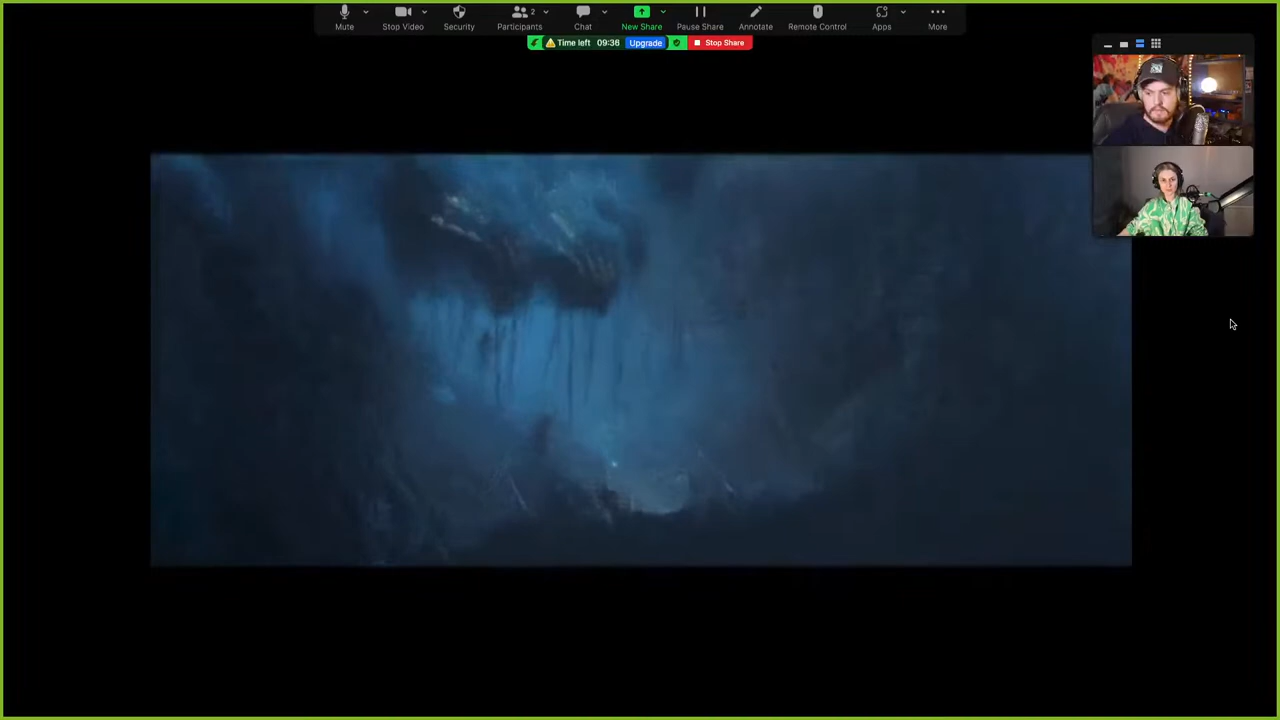 Mute
Stop Video
Security
Participants
2
Chat
New Share
Pause Share
Annotate
Remote Control
Apps
More
Time left 09:36 Upgrade Stop Share